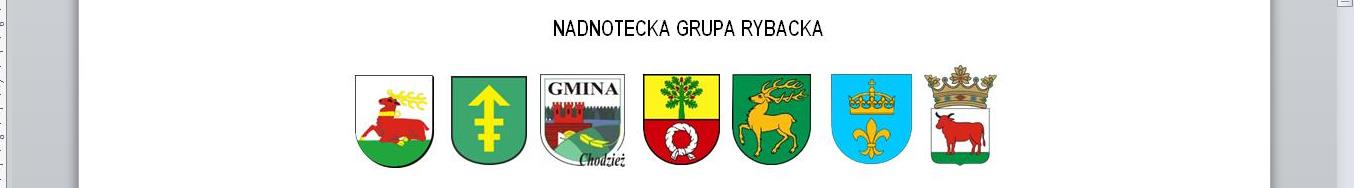 NADNOTECKA GRUPA RYBACKA
GMINA
Chodzież